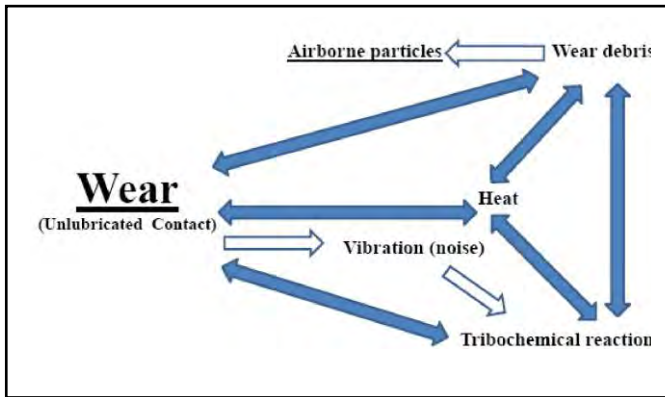 Airborne particles
Wear debris
Wear
(Unlubricated Contact)
Heat
Vibration (noise)
Tribochemical reaction